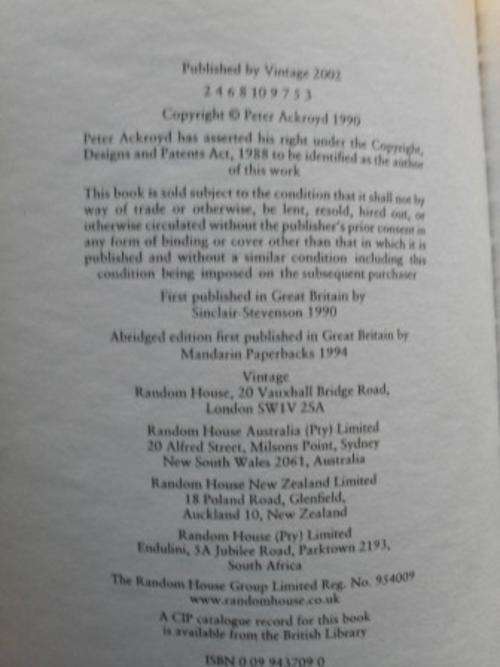 Published by Vintage 2002
2 4 6 8 10 9 7 5 3
Copyright © Peter Ackroyd 1990
Peter Ackroyd has asserted his right under the Copyright,
Designs and Patents Act, 1988 to be identified as the author
of this work
This book is sold subject to the condition that it shall not by
way of trade or otherwise, be lent, resold, hired out, or
otherwise circulated without the publisher's prior consent in
any form of binding or cover other than that in which it is
published and without a similar condition including this
condition being imposed on the subsequent purchaser
First published in Great Britain by
Sinclair-Stevenson 1990
Abridged edition first published in Great Britain by
Mandarin Paperbacks 1994
Vintage
Random House, 20 Vauxhall Bridge Road,
London SW1V 2SA
Random House Australia (Pty) Limited
20 Alfred Street, Milsons Point, Sydney
New South Wales 2061, Australia
Random House New Zealand Limited
18 Poland Road, Glenfield,
Auckland 10, New Zealand
Random House (Pty) Limited
Endulini, 5A Jubilee Road, Parktown 2193,
South Africa
The Random House Group Limited Reg. No. 954009
www.randomhouse.co.uk
A CIP catalogue record for this book
is available from the British Library
ISBN 0 09 943709 0